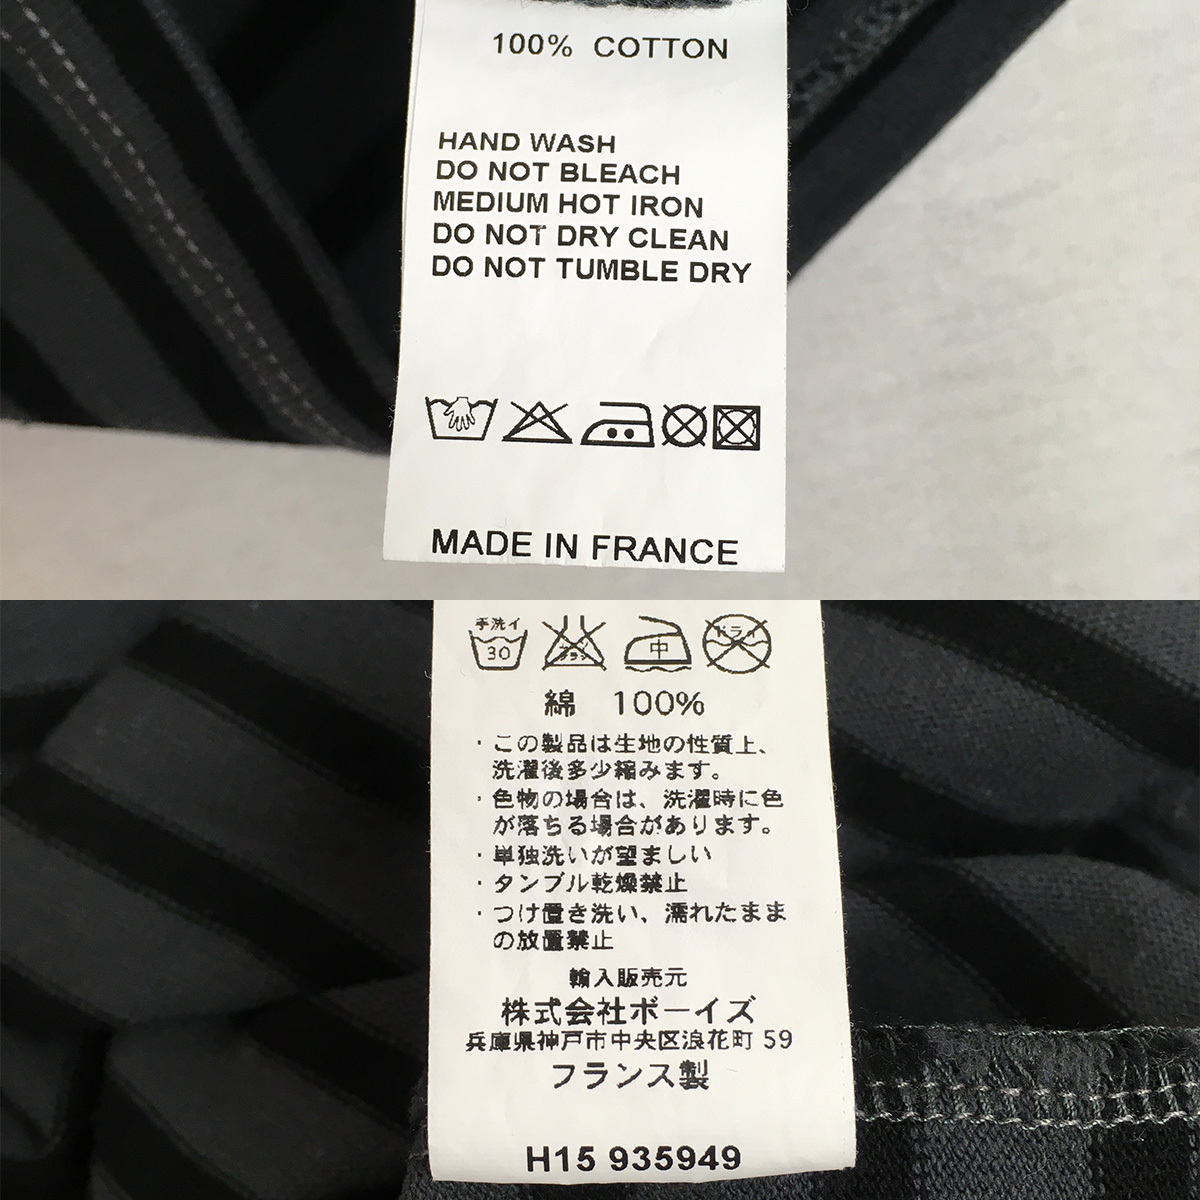 100% COTTON
HAND WASH
DO NOT BLEACH
MEDIUM HOT IRON
DO NOT DRY CLEAN
DO NOT TUMBLE DRY
MADE IN FRANCE
手洗イ
30
中
ドライ
綿 100%
・この製品は生地の性質上、
洗濯後多少縮みます。
・色物の場合は、洗濯時に色
が落ちる場合があります。
・単独洗いが望ましい
・タンブル乾燥禁止
・つけ置き洗い、濡れたまま
の放置禁止
輸入販売元
株式会社ボーイズ
兵庫県神戸市中央区浪花町 59
フランス製
H15 935949